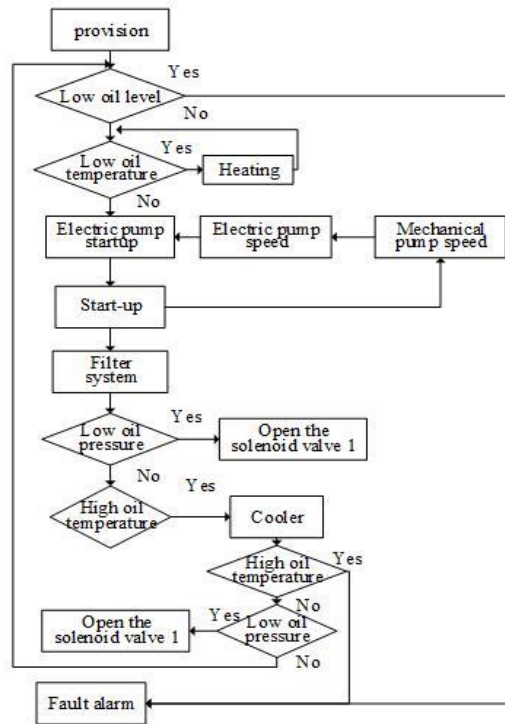 provision
Yes
Low oil level
No
Yes
Low oil
temperature
Heating
No
Electric pump
startup
Electric pump
speed
Mechanical
pump speed
Start-up
Filter
system
Yes
Low oil
pressure
Open the
solenoid valve 1
No
Yes
High oil
temperature
Cooler
Yes
High oil
temperature
No
Open the
solenoid valve 1
Yes
Low oil
pressure
No
Fault alarm